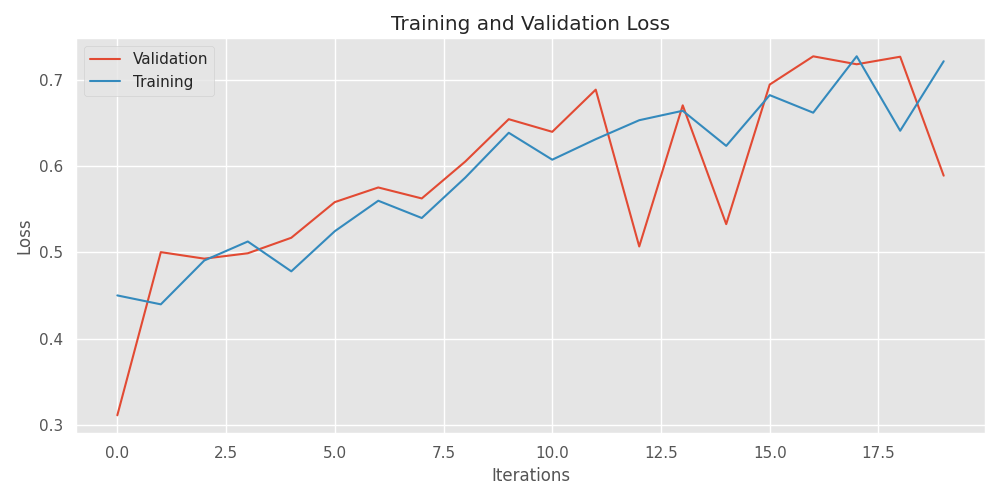 Training and Validation Loss
Validation
Training
Loss
0.7
0.6
0.5
0.4
0.3
0.0 2.5 5.0 7.5 10.0 12.5 15.0 17.5
Iterations